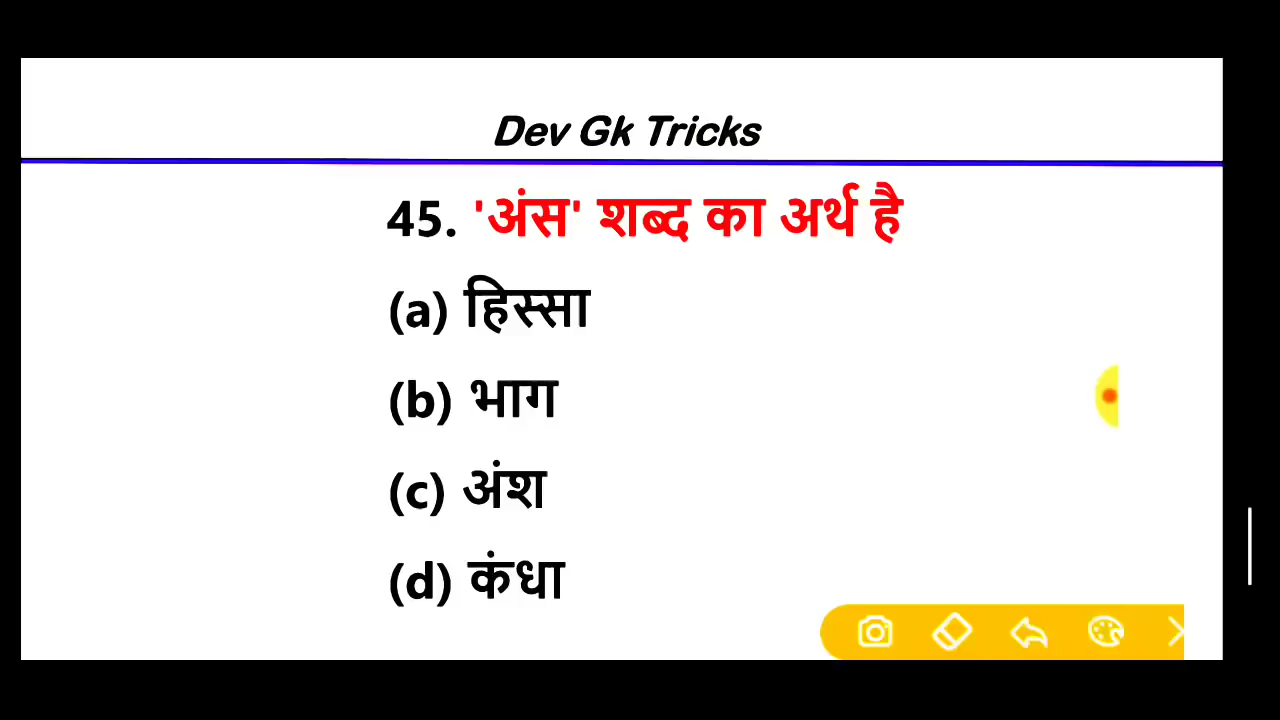 Dev Gk Tricks
45. 'अंस' शब्द का अर्थ है
(a) हिस्सा
(b) भाग
(c) अंश
(d) कंधा